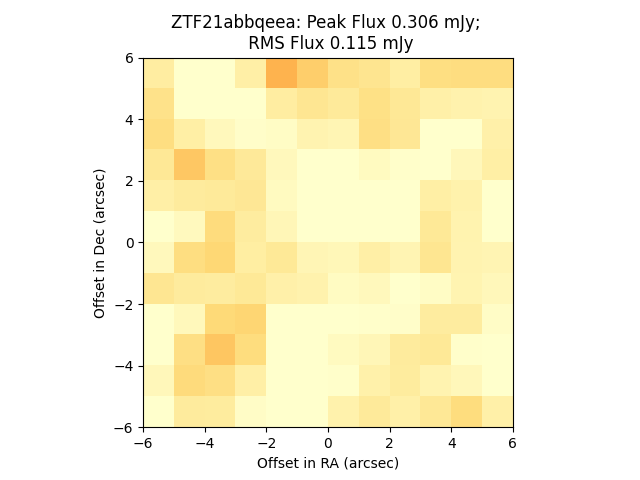 ZTF21abbqeea: Peak Flux 0.306 mJy;
RMS Flux 0.115 mJy
6
4
2
0
−2
−4
−6
Offset in Dec (arcsec)
−6 −4 −2 0 2 4 6
Offset in RA (arcsec)